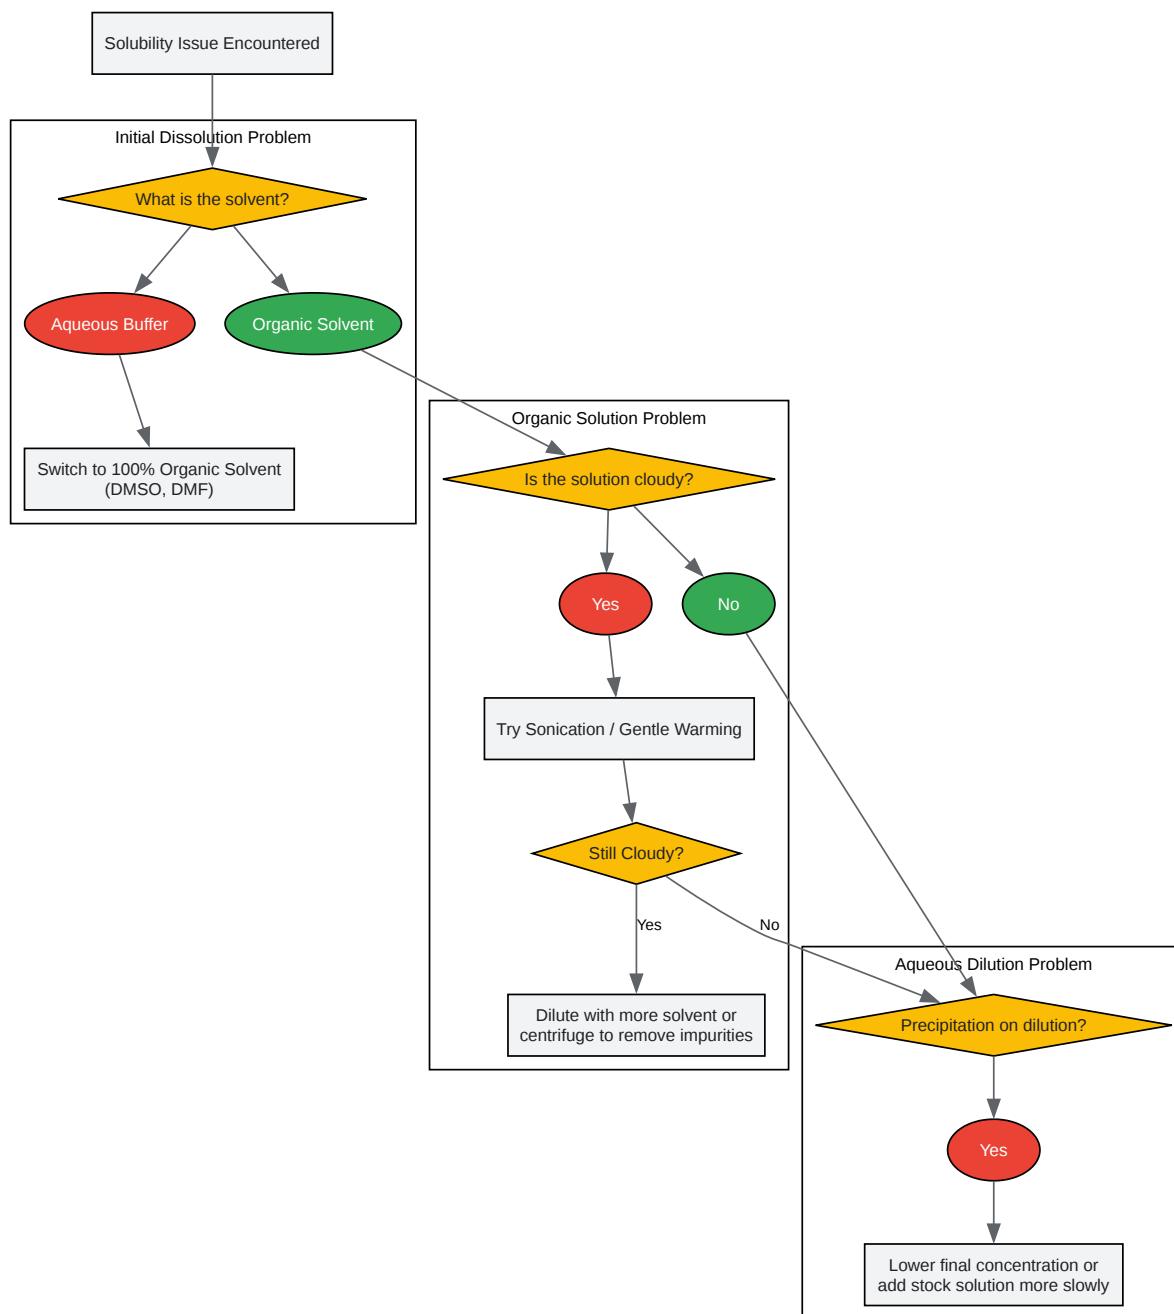 Solubility Issue Encountered
Initial Dissolution Problem
What is the solvent?
Aqueous Buffer
Organic Solvent
Switch to 100% Organic Solvent
(DMSO, DMF)
Organic Solution Problem
Is the solution cloudy?
Yes
No
Try Sonication / Gentle Warming
Still Cloudy?
Yes
No
Dilute with more solvent or
centrifuge to remove impurities
Aqueous Dilution Problem
Precipitation on dilution?
Yes
Lower final concentration or
add stock solution more slowly